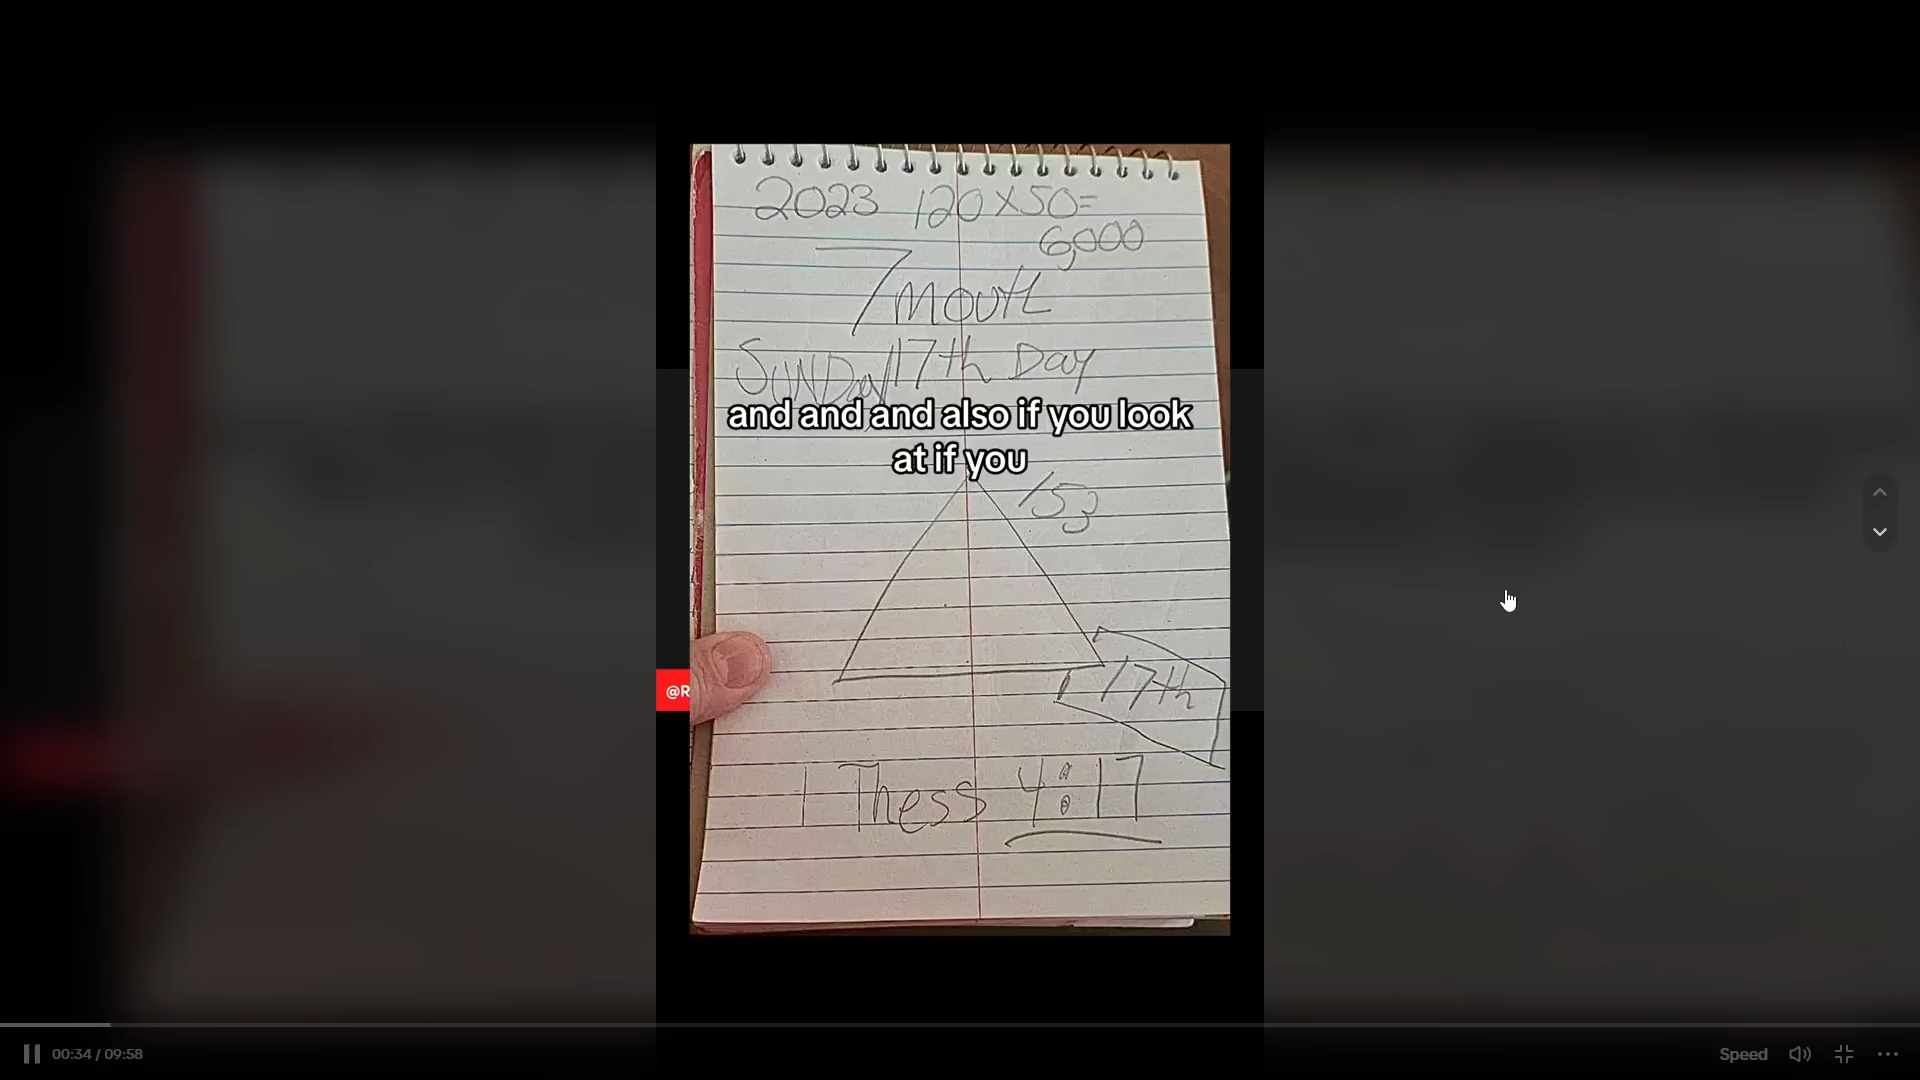 2023 120X50=
6,000
7 MOUTL
SUNDay 17th Day
and and and also if you look
at if you
153
17th
1 Thess 4:17
@R
00:34 / 09:58
Speed